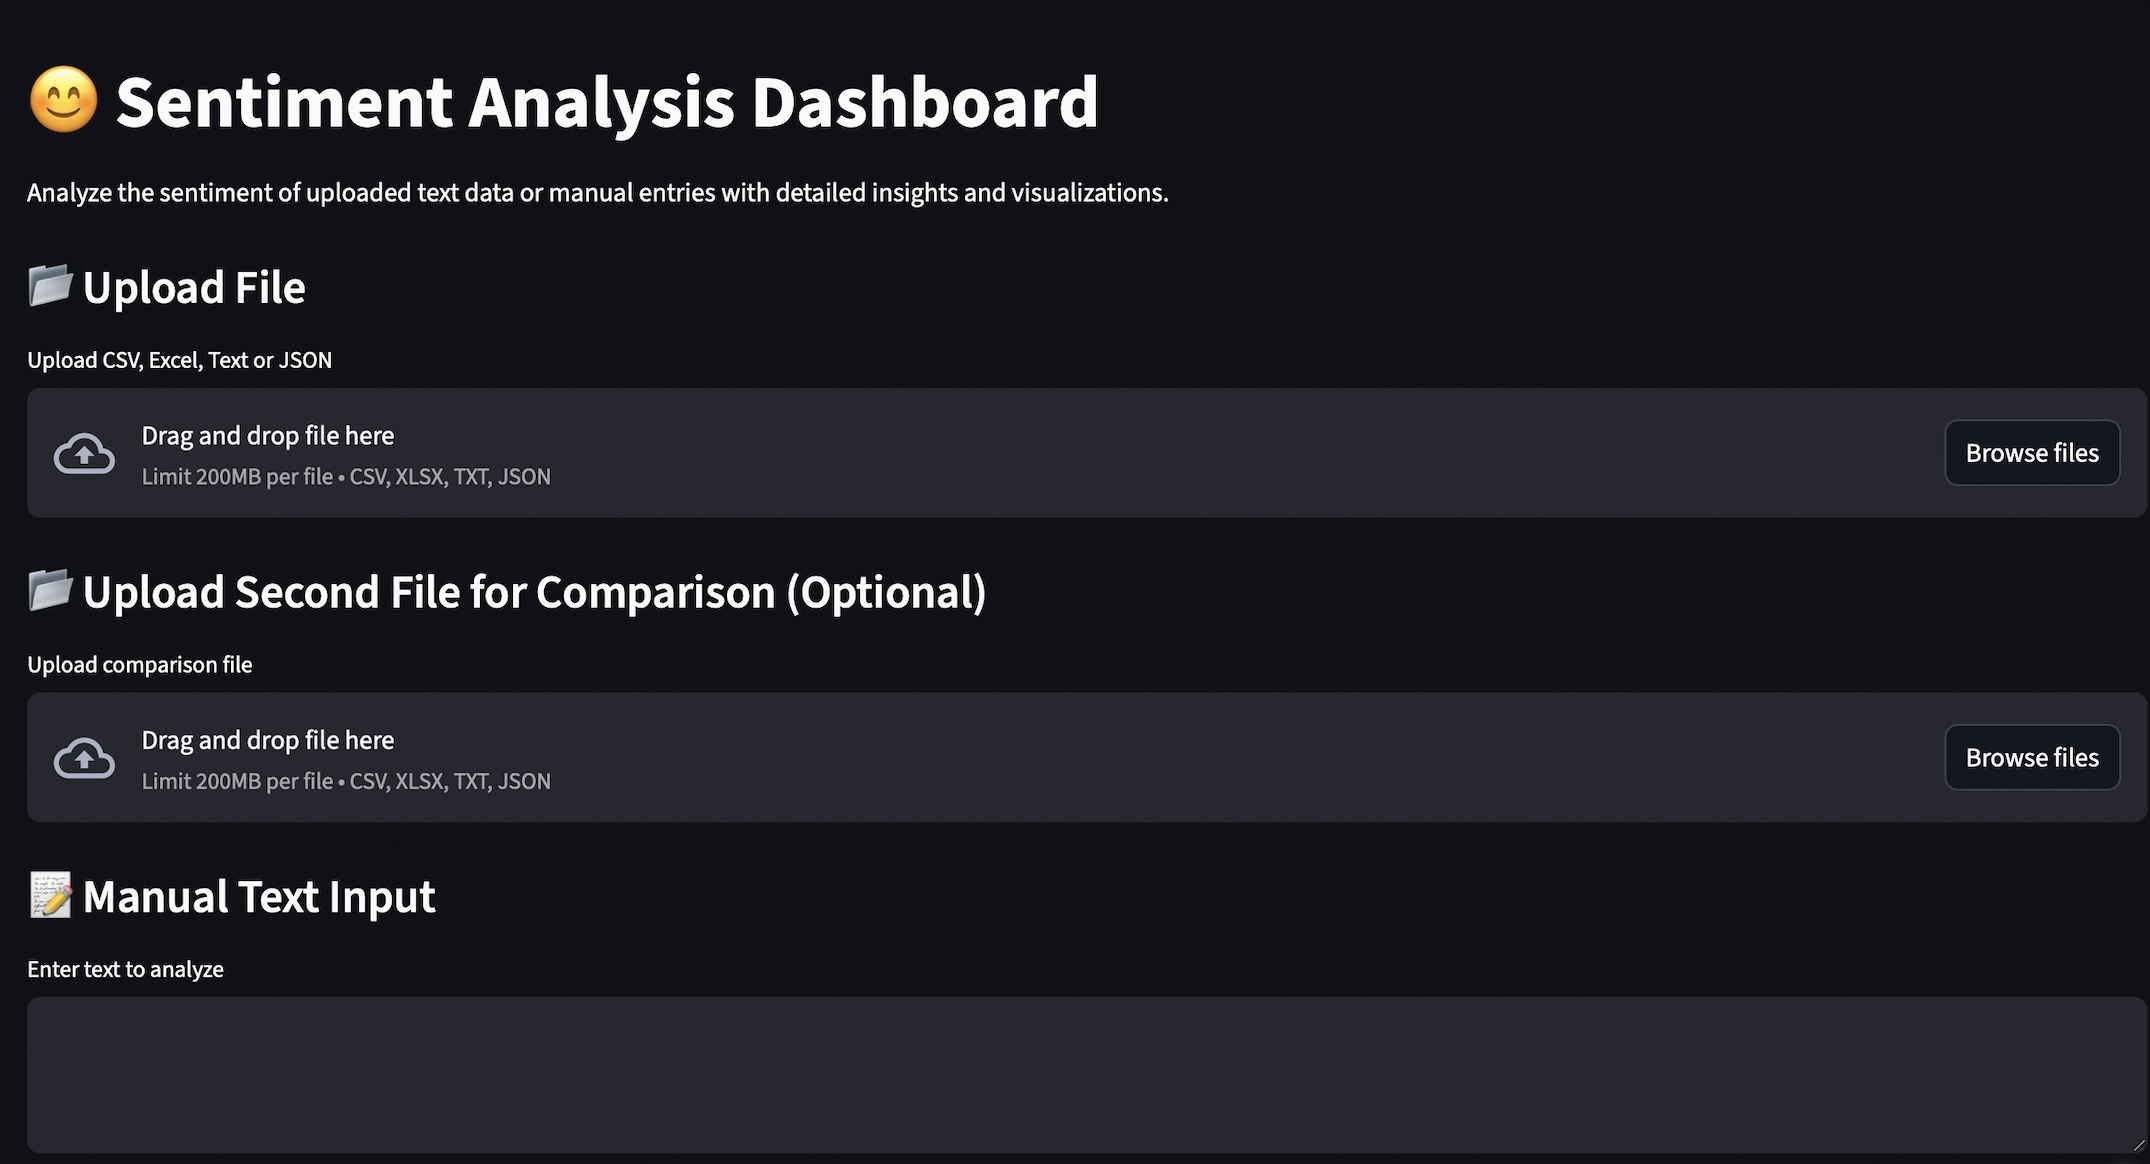 Sentiment Analysis Dashboard
Analyze the sentiment of uploaded text data or manual entries with detailed insights and visualizations.
Upload File
Upload CSV, Excel, Text or JSON
Drag and drop file here
Limit 200MB per file • CSV, XLSX, TXT, JSON
Browse files
Upload Second File for Comparison (Optional)
Upload comparison file
Drag and drop file here
Limit 200MB per file • CSV, XLSX, TXT, JSON
Browse files
Manual Text Input
Enter text to analyze